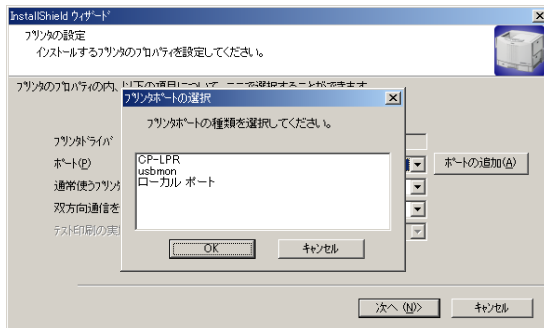 InstallShield ウィザード
プリンタの設定
インストールするプリンタのプロパティを設定してください。
プリンタのプロパティの内、以下の項目について、ここで選択することができます
プリンタポートの選択
プリンタポートの種類を選択してください。
プリンタドライバ
ポート(P)
ポートの追加(A)
CP-LPR
usbmon
ローカル ポート
通常使うプリンタ
双方向通信を
テスト印刷の実
OK
キャンセル
次へ (N)>
キャンセル